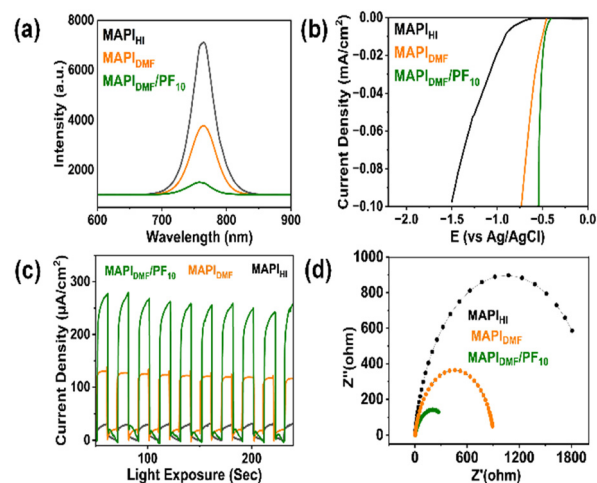 (a)
MAPI_HI
MAPI_DMF
MAPI_DMF/PF_10
8000
6000
4000
2000
Intensity (a.u.)
600 700 800 900
Wavelength (nm)
(b)
MAPI_HI
MAPI_DMF
MAPI_DMF/PF_10
0.00
−0.02
−0.04
−0.06
−0.08
−0.10
Current Density (mA/cm²)
−2.0 −1.5 −1.0 −0.5 0.0
E (vs Ag/AgCl)
(c)
MAPI_DMF/PF_10 MAPI_DMF MAPI_HI
300
200
100
0
Current Density (µA/cm²)
100 150 200
Light Exposure (Sec)
(d)
MAPI_HI
MAPI_DMF
MAPI_DMF/PF_10
1000
800
600
400
200
0
Z''(ohm)
0 600 1200 1800
Z'(ohm)